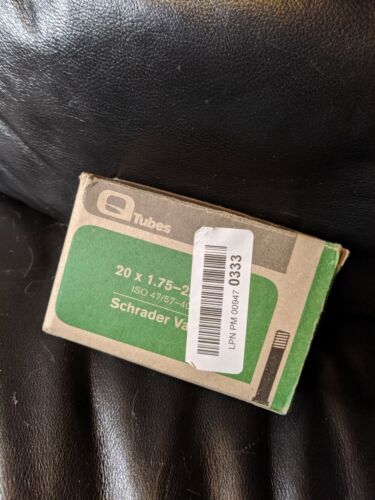 Q
Tubes
20 x 1.75-2
ISO 47/57-40
Schrader Va
LPN PM 00947 0333